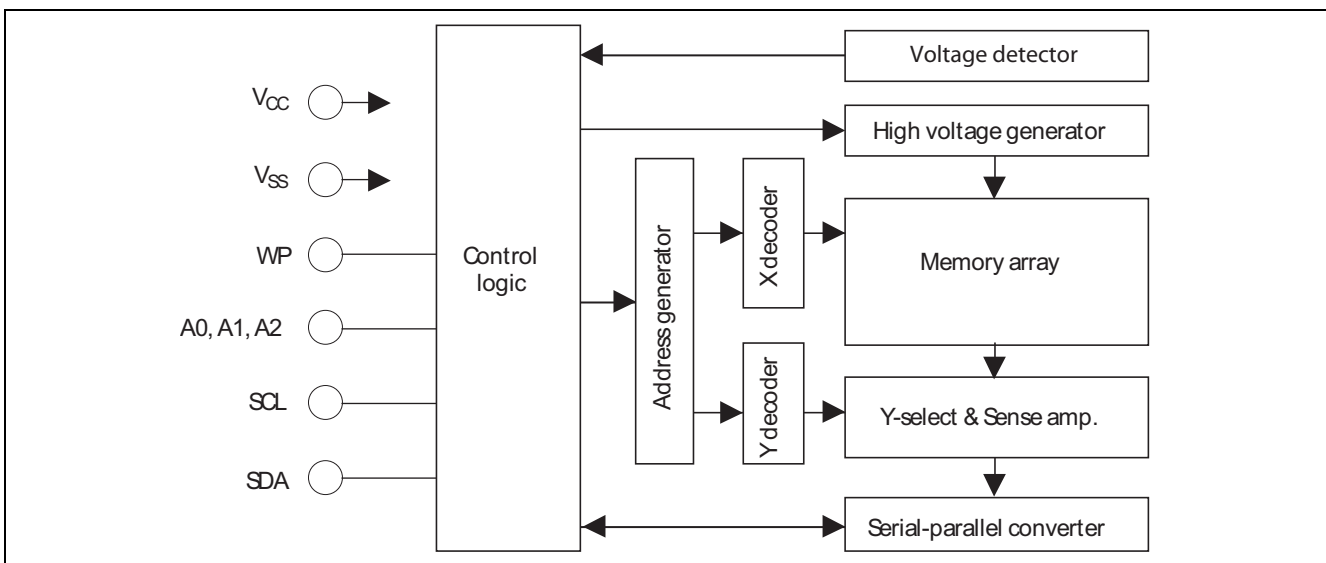 Voltage detector
VCC
High voltage generator
VSS
WP
Control
logic
Address generator
X decoder
Memory array
A0, A1, A2
SCL
Y decoder
Y-select & Sense amp.
SDA
Serial-parallel converter